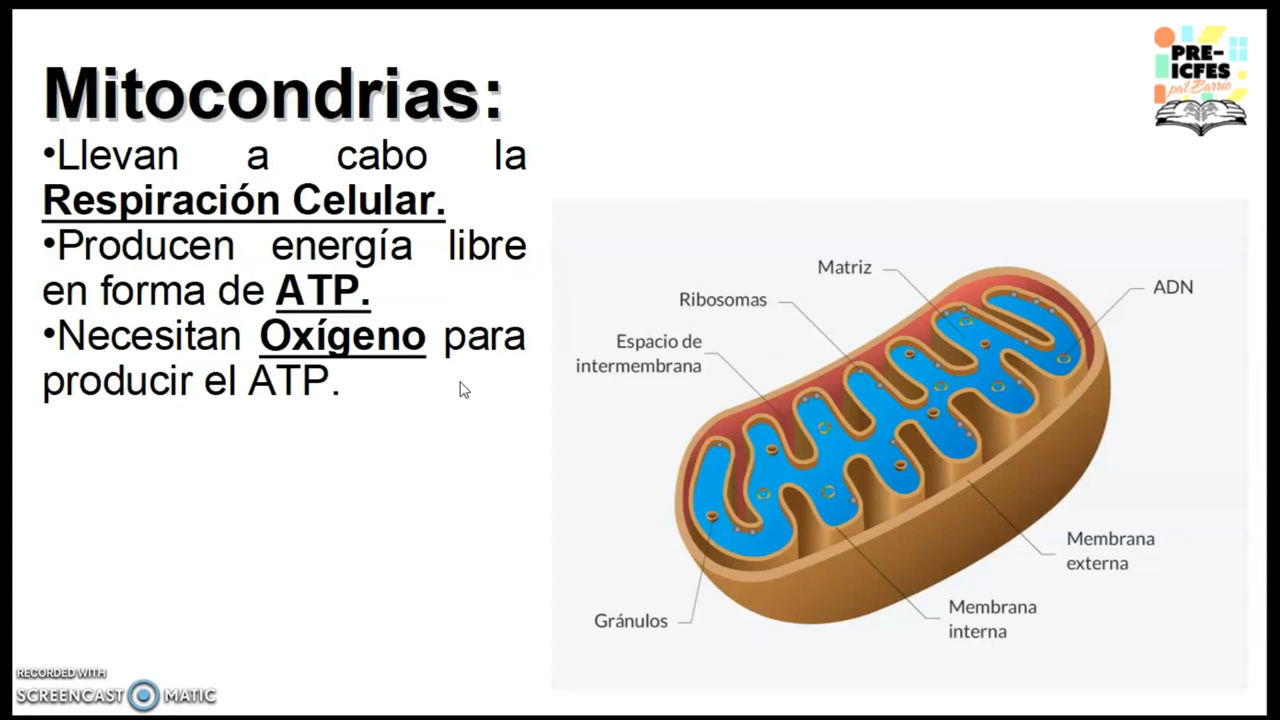 Mitocondrias:
•Llevan a cabo la
Respiración Celular.
•Producen energía libre
en forma de ATP.
•Necesitan Oxígeno para
producir el ATP.
PRE-
ICFES
pal Barrio
Matriz
ADN
Ribosomas
Espacio de
intermembrana
Membrana
externa
Membrana
interna
Gránulos
RECORDED WITH
SCREENCAST MATIC